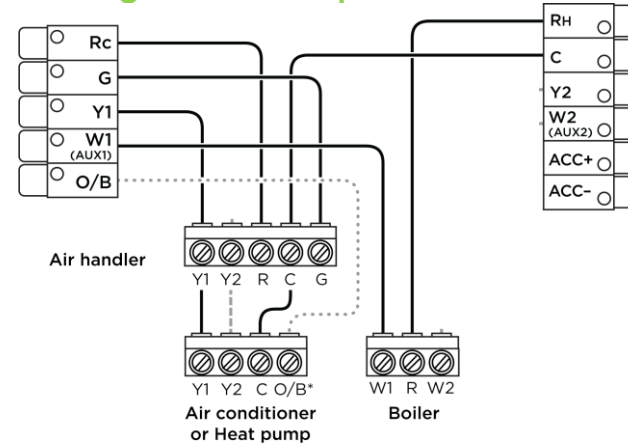 Rc
G
Y1
W1
(AUX1)
O/B
RH
C
Y2
W2
(AUX2)
ACC+
ACC-
Air handler
Y1 Y2 R C G
Y1 Y2 C O/B*
W1 R W2
Air conditioner
or Heat pump
Boiler